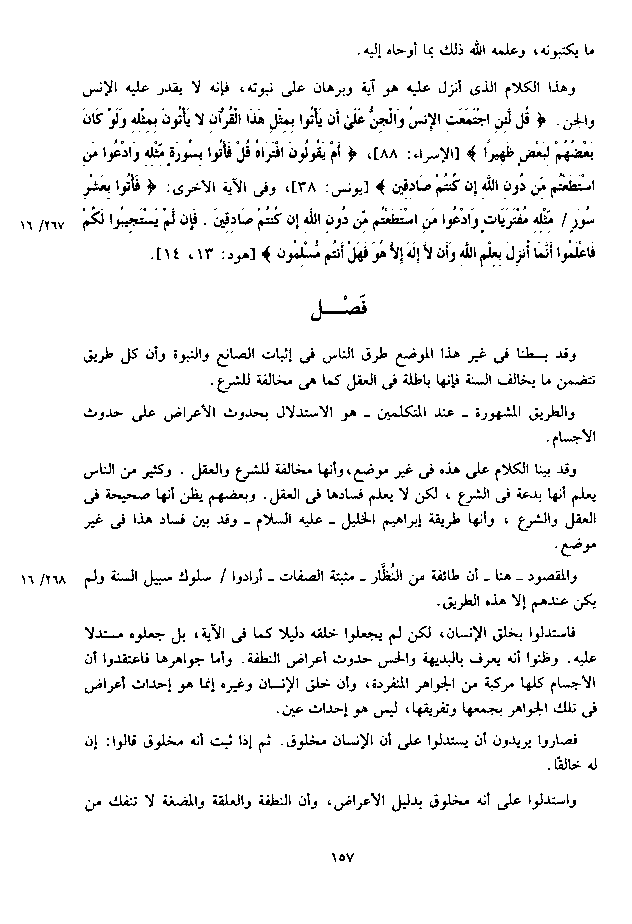 ما يكتبونه، وعلمه الله ذلك بما أوحاه إليه.
وهذا الكلام الذى أنزل عليه هو آية وبرهان على نبوته، فإنه لا يقدر عليه الإنس
والجن. ﴿ قُل لَّئِنِ اجْتَمَعَتِ الإِنسُ وَالْجِنُّ عَلَىٰ أَن يَأْتُوا بِمِثْلِ هَذَا الْقُرْآنِ لا يَأْتُونَ بِمِثْلِهِ وَلَوْ كَانَ
بَعْضُهُمْ لِبَعْضٍ ظَهِيراً ﴾ [الإسراء: ٨٨]، ﴿ أَمْ يَقُولُونَ افْتَرَاهُ قُلْ فَأْتُوا بِسُورَةٍ مِّثْلِهِ وَادْعُوا مَنِ
اسْتَطَعْتُم مِّن دُونِ اللَّهِ إِن كُنتُمْ صَادِقِينَ ﴾ [يونس: ٣٨]، وفى الآية الأخرى: ﴿ فَأْتُوا بِعَشْرِ
سُوَرٍ / مِّثْلِهِ مُفْتَرَيَاتٍ وَادْعُوا مَنِ اسْتَطَعْتُم مِّن دُونِ اللَّهِ إِن كُنتُمْ صَادِقِينَ . فَإِن لَّمْ يَسْتَجِيبُوا لَكُمْ ١٦/٢٦٧
فَاعْلَمُوا أَنَّمَا أُنزِلَ بِعِلْمِ اللَّهِ وَأَن لاَّ إِلَهَ إِلاَّ هُوَ فَهَلْ أَنتُم مُّسْلِمُونَ ﴾ [هود: ١٣، ١٤].
فَصْــل
وقد بسطنا فى غير هذا الموضع طرق الناس فى إثبات الصانع والنبوة وأن كل طريق
تتضمن ما يخالف السنة فإنها باطلة فى العقل كما هى مخالفة للشرع.
والطريق المشهورة ـ عند المتكلمين ـ هو الاستدلال بحدوث الأعراض على حدوث
الأجسام.
وقد بينا الكلام على هذه فى غير موضع،وأنها مخالفة للشرع والعقل . وكثير من الناس
يعلم أنها بدعة فى الشرع ، لكن لا يعلم فسادها فى العقل. وبعضهم يظن أنها صحيحة فى
العقل والشرع ، وأنها طريقة إبراهيم الخليل ـ عليه السلام ـ وقد بين فساد هذا فى غير
موضع.
والمقصود ـ هنا ـ أن طائفة من النُظَّار ـ مثبتة الصفات ـ أرادوا / سلوك سبيل السنة ولم ١٦/٢٦٨
يكن عندهم إلا هذه الطريق.
فاستدلوا بخلق الإنسان، لكن لم يجعلوا خلقه دليلا كما فى الآية، بل جعلوه مستدلا
عليه. وظنوا أنه يعرف بالبديهة والحس حدوث أعراض النطفة. وأما جواهرها فاعتقدوا أن
الأجسام كلها مركبة من الجواهر المنفردة، وأن خلق الإنسان وغيره إنما هو إحداث أعراض
فى تلك الجواهر بجمعها وتفريقها، ليس هو إحداث عين.
فصاروا يريدون أن يستدلوا على أن الإنسان مخلوق. ثم إذا ثبت أنه مخلوق قالوا: إن
له خالقًا.
واستدلوا على أنه مخلوق بدليل الأعراض، وأن النطفة والعلقة والمضغة لا تنفك من
١٥٧